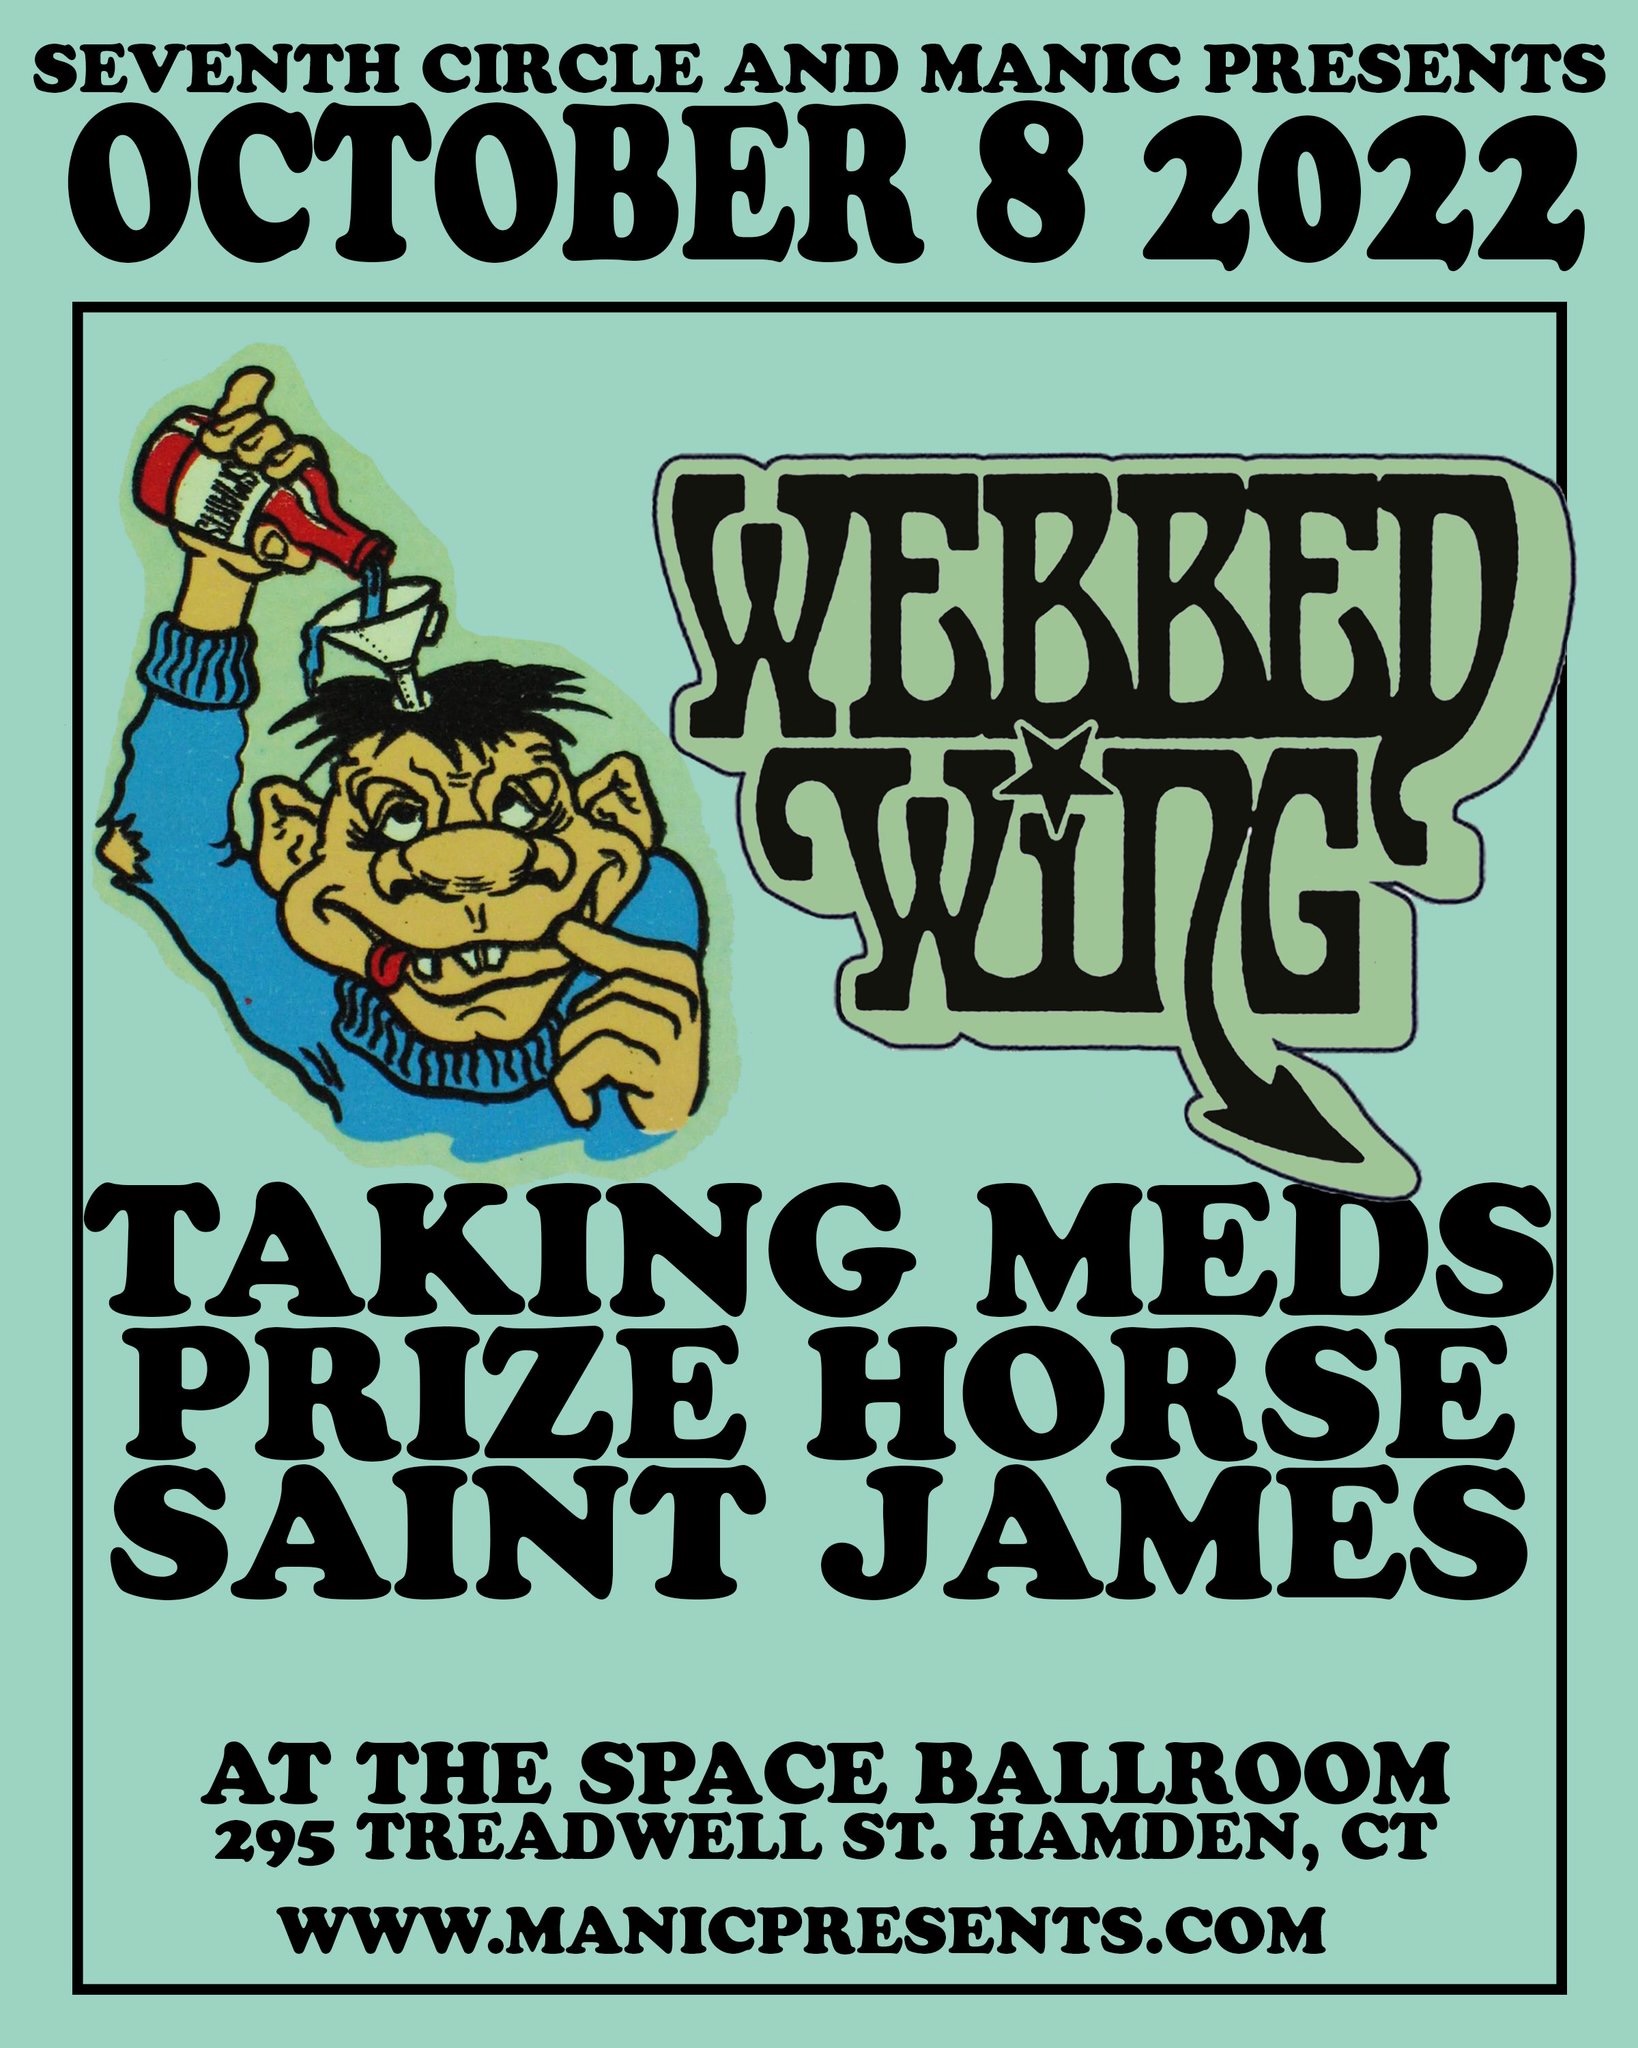 SEVENTH CIRCLE AND MANIC PRESENTS
OCTOBER 8 2022
SMARTS
WEBBED
WING
TAKING MEDS
PRIZE HORSE
SAINT JAMES
AT THE SPACE BALLROOM
295 TREADWELL ST. HAMDEN, CT
WWW.MANICPRESENTS.COM